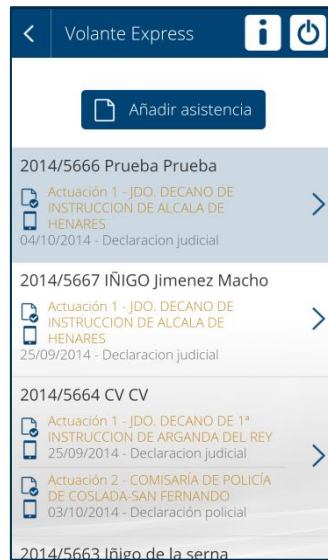 Volante Express
Añadir asistencia
2014/5666 Prueba Prueba
Actuación 1 - JDO. DECANO DE
INSTRUCCION DE ALCALA DE
HENARES
04/10/2014 - Declaracion judicial
2014/5667 IÑIGO Jimenez Macho
Actuación 1 - JDO. DECANO DE
INSTRUCCION DE ALCALA DE
HENARES
25/09/2014 - Declaracion judicial
2014/5664 CV CV
Actuación 1 - JDO. DECANO DE 1ª
INSTRUCCION DE ARGANDA DEL REY
25/09/2014 - Declaracion judicial
Actuación 2 - COMISARÍA DE POLICÍA
DE COSLADA-SAN FERNANDO
03/10/2014 - Declaración policial
2014/5663 Iñigo de la serna